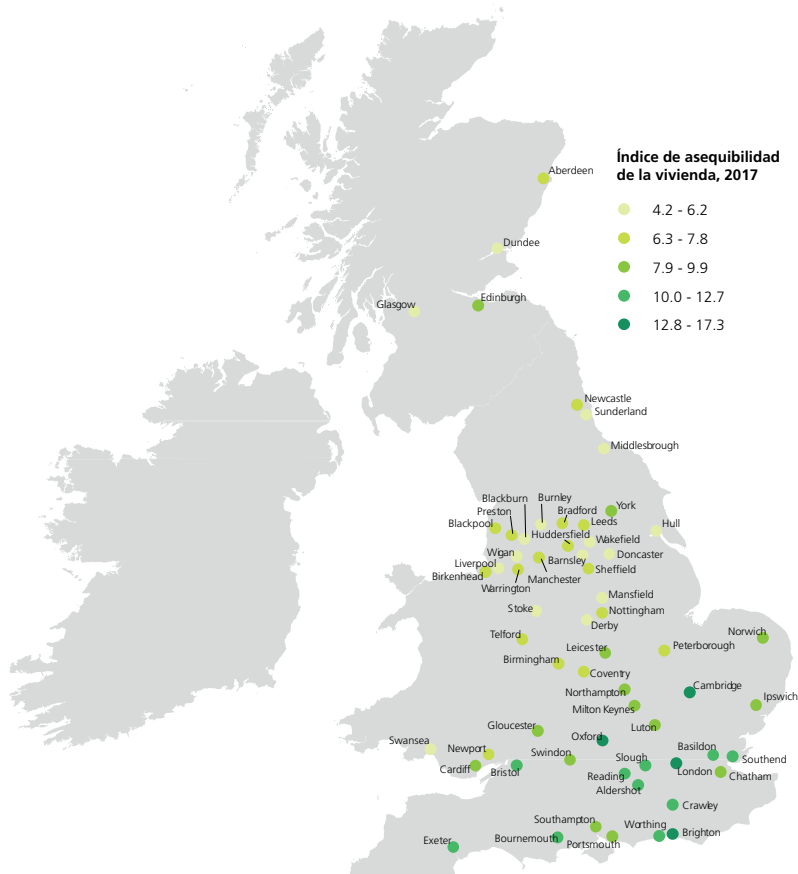 Índice de asequibilidad
de la vivienda, 2017
4.2 - 6.2
6.3 - 7.8
7.9 - 9.9
10.0 - 12.7
12.8 - 17.3
Aberdeen
Dundee
Edinburgh
Glasgow
Newcastle
Sunderland
Middlesbrough
Blackburn
Burnley
York
Preston
Bradford
Blackpool
Leeds
Hull
Huddersfield
Wakefield
Wigan
Doncaster
Liverpool
Barnsley
Sheffield
Birkenhead
Manchester
Warrington
Mansfield
Stoke
Nottingham
Derby
Telford
Norwich
Leicester
Peterborough
Birmingham
Coventry
Cambridge
Northampton
Ipswich
Milton Keynes
Gloucester
Luton
Oxford
Swansea
Newport
Swindon
Basildon
Slough
Southend
Cardiff
Bristol
Reading
London
Chatham
Aldershot
Crawley
Southampton
Worthing
Brighton
Exeter
Bournemouth
Portsmouth